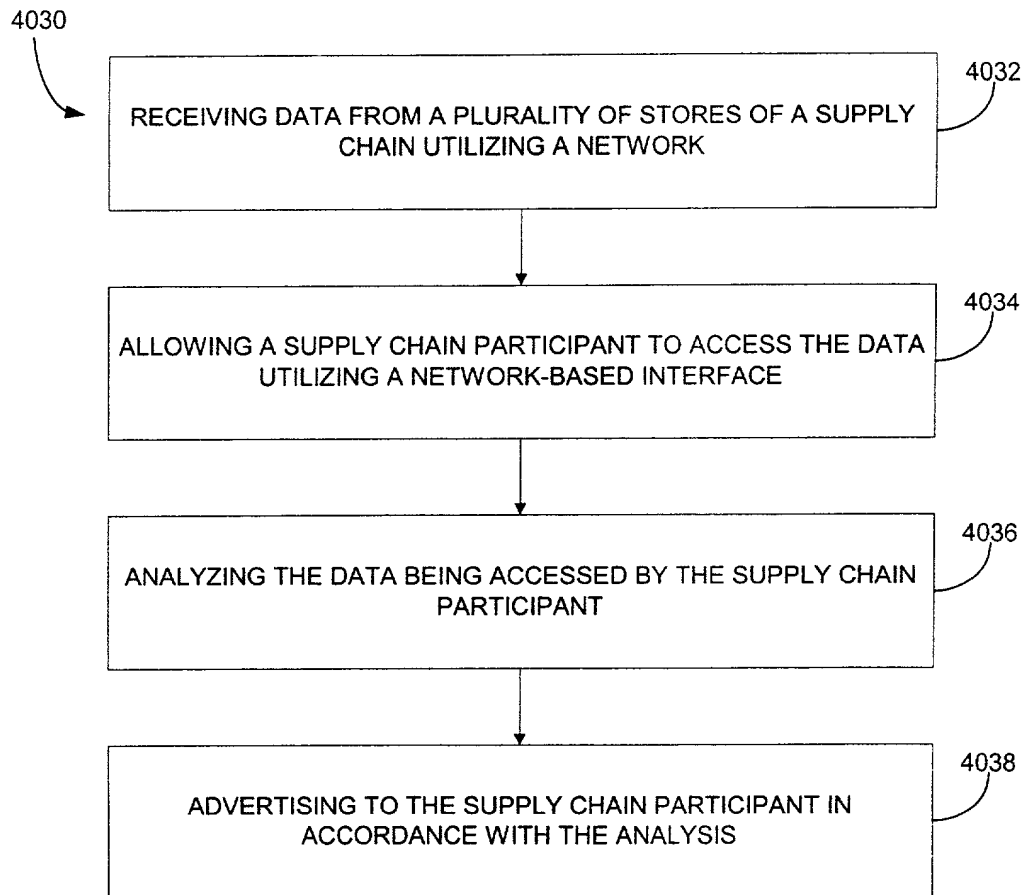 4030
4032
RECEIVING DATA FROM A PLURALITY OF STORES OF A SUPPLY
CHAIN UTILIZING A NETWORK
4034
ALLOWING A SUPPLY CHAIN PARTICIPANT TO ACCESS THE DATA
UTILIZING A NETWORK-BASED INTERFACE
4036
ANALYZING THE DATA BEING ACCESSED BY THE SUPPLY CHAIN
PARTICIPANT
4038
ADVERTISING TO THE SUPPLY CHAIN PARTICIPANT IN
ACCORDANCE WITH THE ANALYSIS